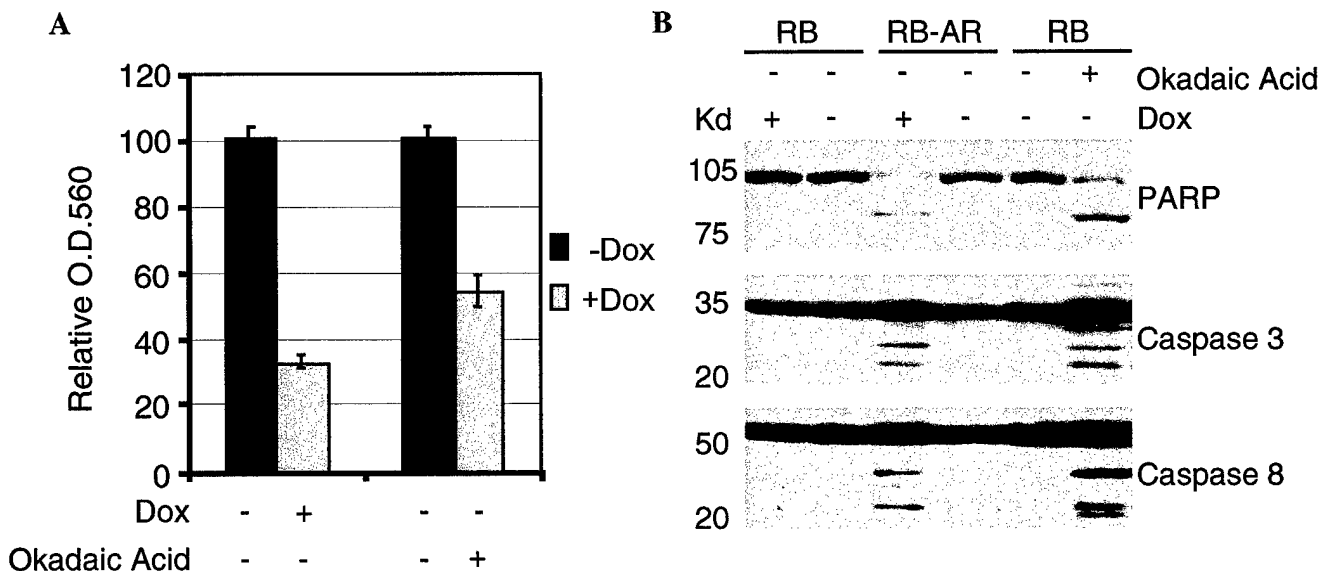 A
120
100
80
60
40
20
0
Relative O.D.560
-Dox
+Dox
Dox - + - -
Okadaic Acid - - - +
B
RB RB-AR RB
- - - - - + Okadaic Acid
Kd + - + - - - Dox
105
75
PARP
35
20
Caspase 3
50
20
Caspase 8